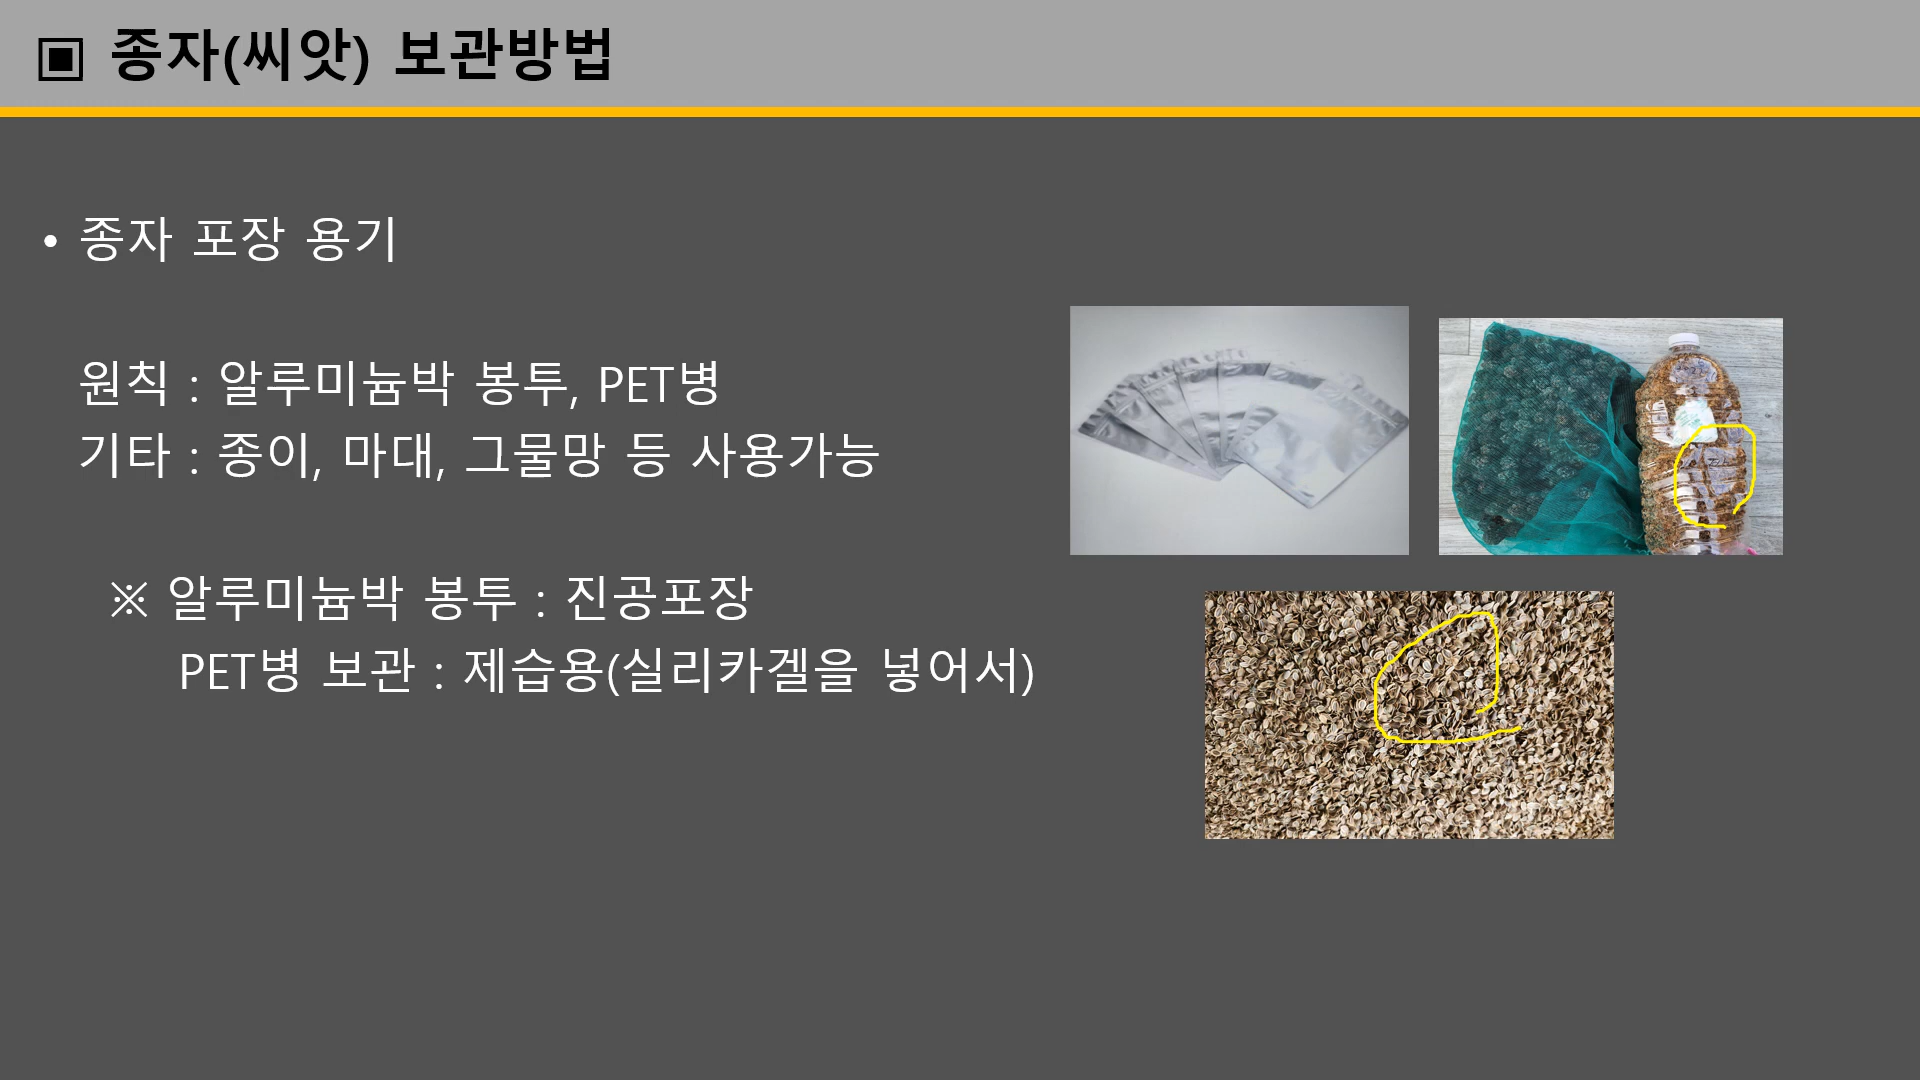 ▣ 종자(씨앗) 보관방법
• 종자 포장 용기
원칙 : 알루미늄박 봉투, PET병
기타 : 종이, 마대, 그물망 등 사용가능
※ 알루미늄박 봉투 : 진공포장
PET병 보관 : 제습용(실리카겔을 넣어서)